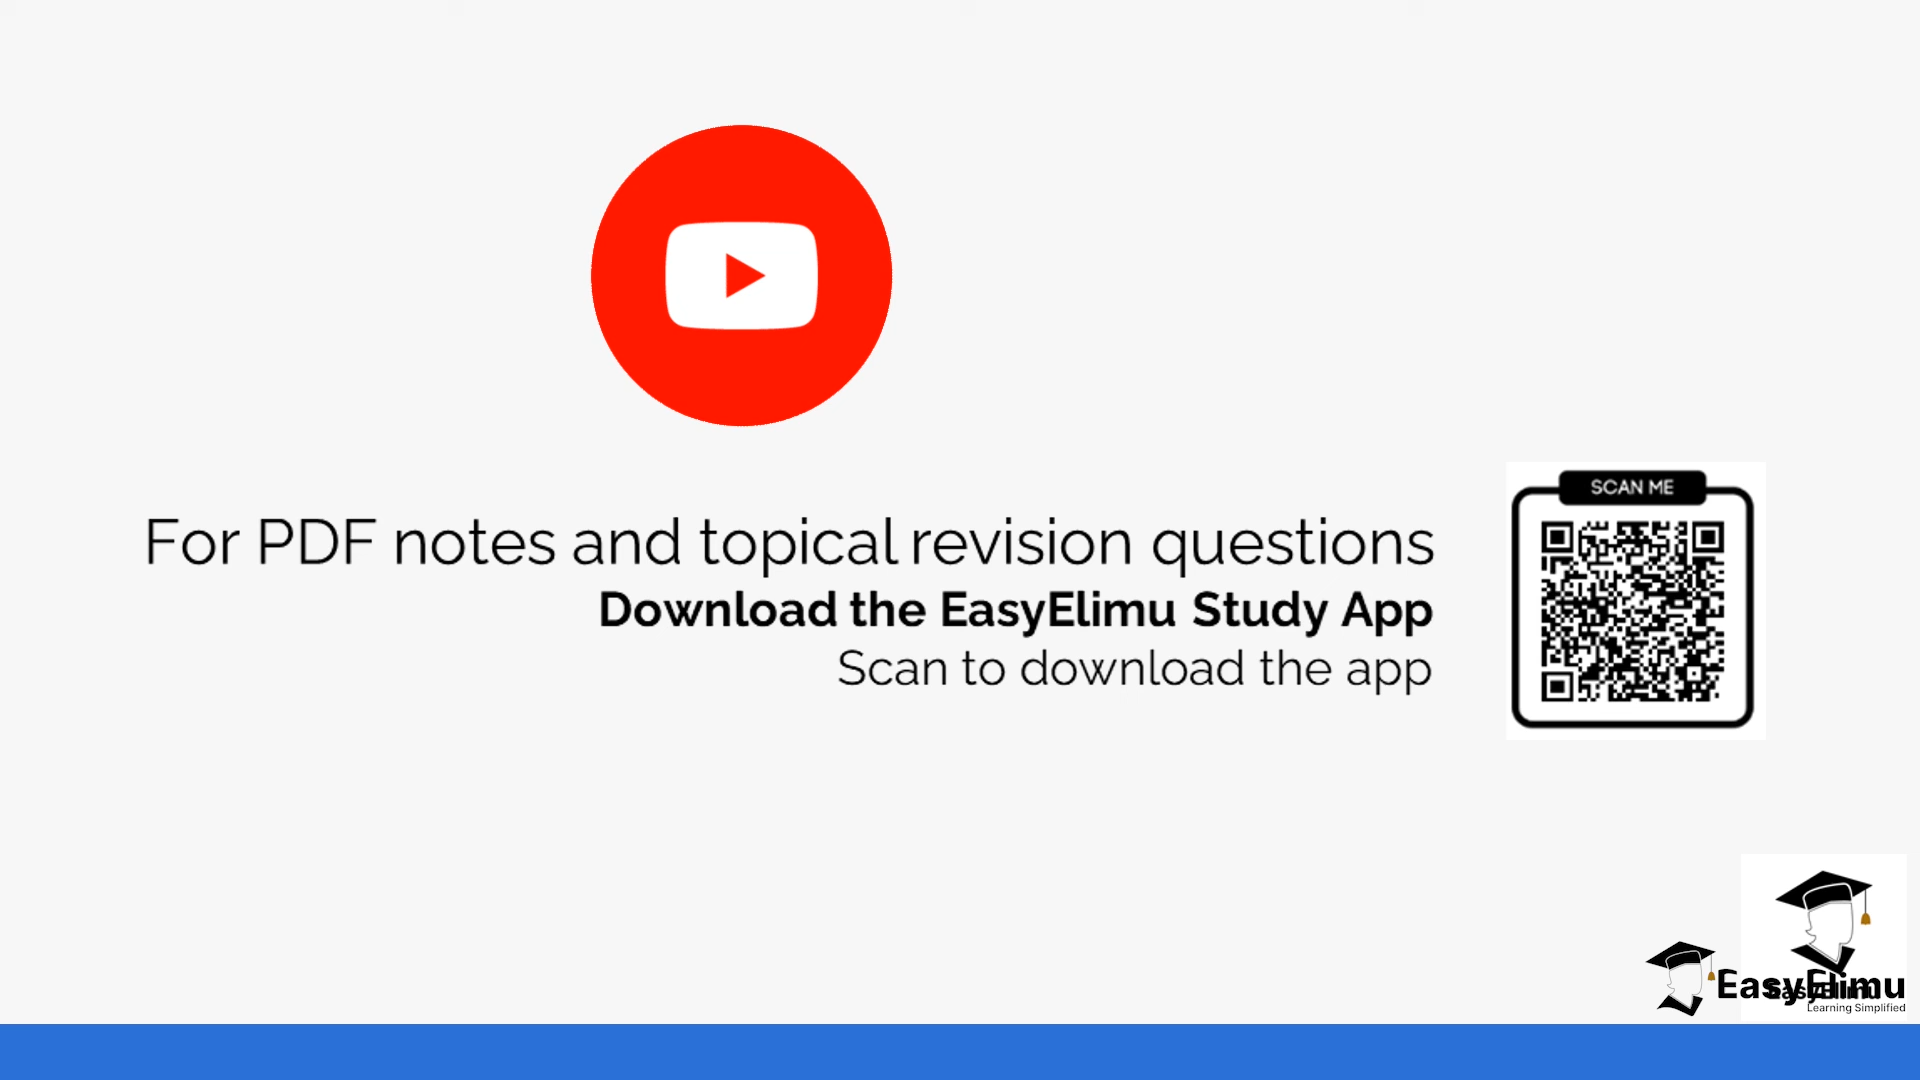 SCAN ME
For PDF notes and topical revision questions
Download the EasyElimu Study App
Scan to download the app
EasyElimu
Learning Simplified